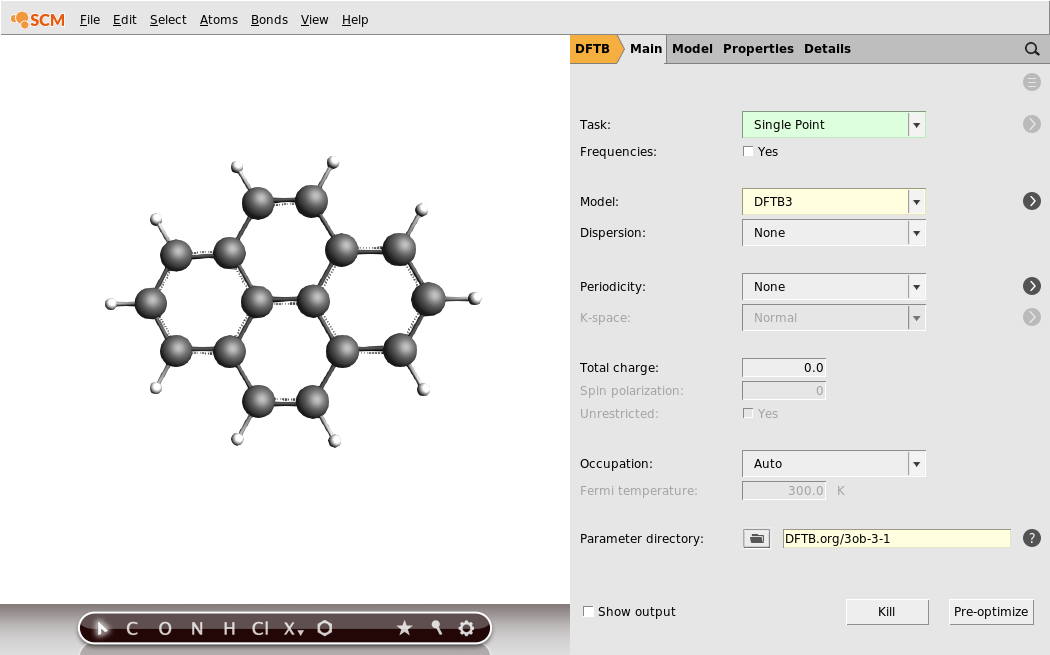 SCM File Edit Select Atoms Bonds View Help
DFTB Main Model Properties Details
Task: Single Point
Frequencies: Yes
Model: DFTB3
Dispersion: None
Periodicity: None
K-space: Normal
Total charge: 0.0
Spin polarization: 0
Unrestricted: Yes
Occupation: Auto
Fermi temperature: 300.0 K
Parameter directory: DFTB.org/3ob-3-1 ?
Show output Kill Pre-optimize
C O N H Cl X